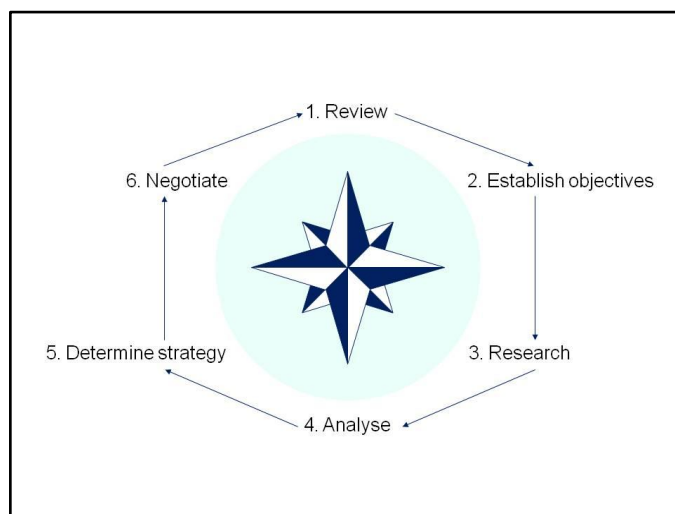 1. Review
2. Establish objectives
3. Research
4. Analyse
5. Determine strategy
6. Negotiate